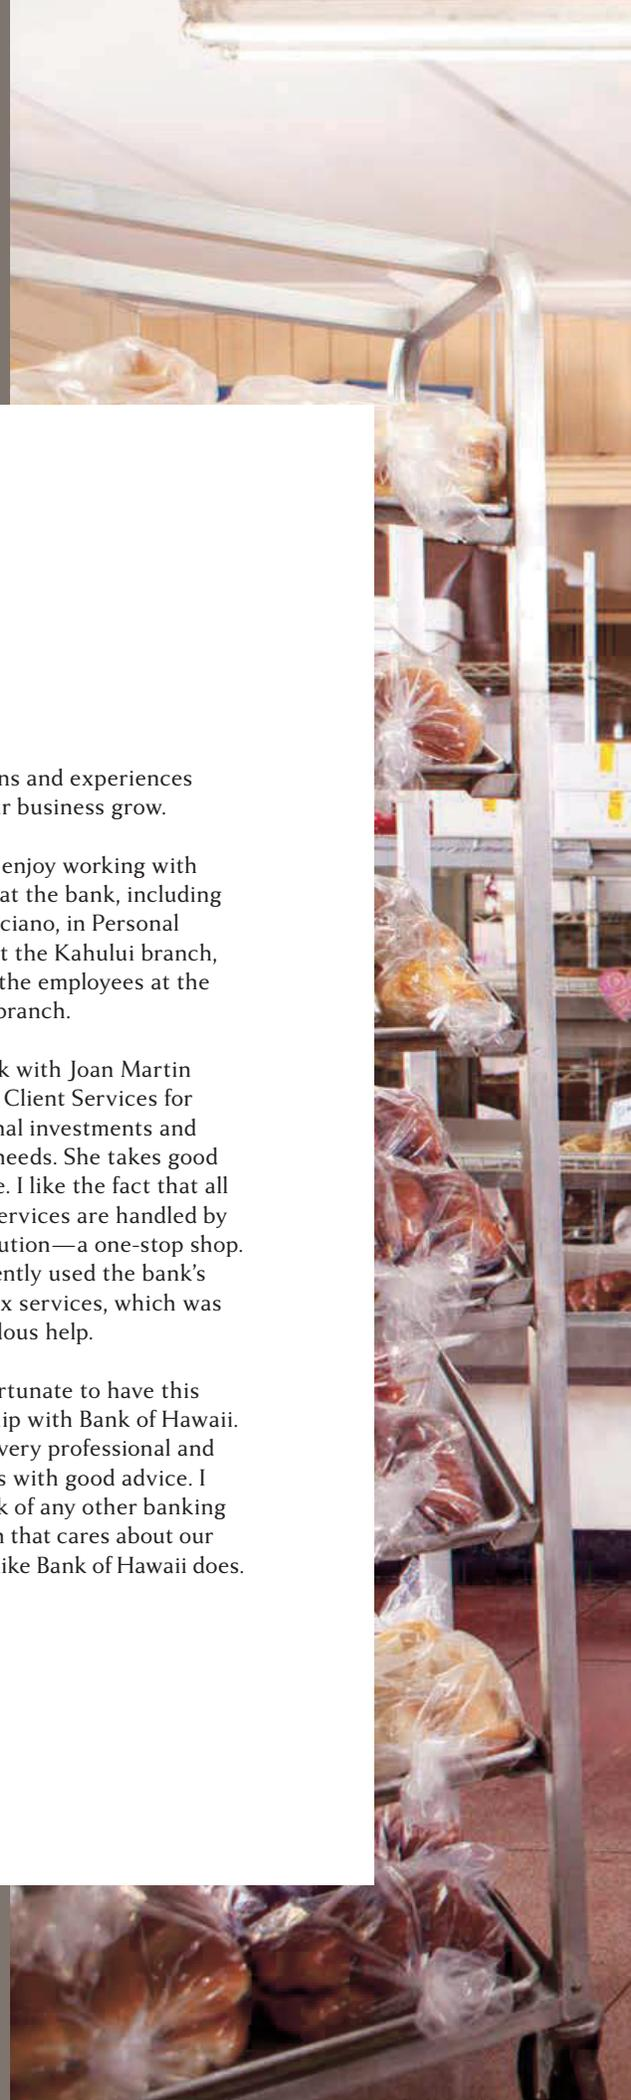 ns and experiences
r business grow.
enjoy working with
at the bank, including
ciano, in Personal
t the Kahului branch,
the employees at the
branch.
k with Joan Martin
Client Services for
nal investments and
needs. She takes good
e. I like the fact that all
ervices are handled by
ution—a one-stop shop.
ently used the bank’s
x services, which was
lous help.
rtunate to have this
ip with Bank of Hawaii.
very professional and
s with good advice. I
k of any other banking
n that cares about our
ike Bank of Hawaii does.